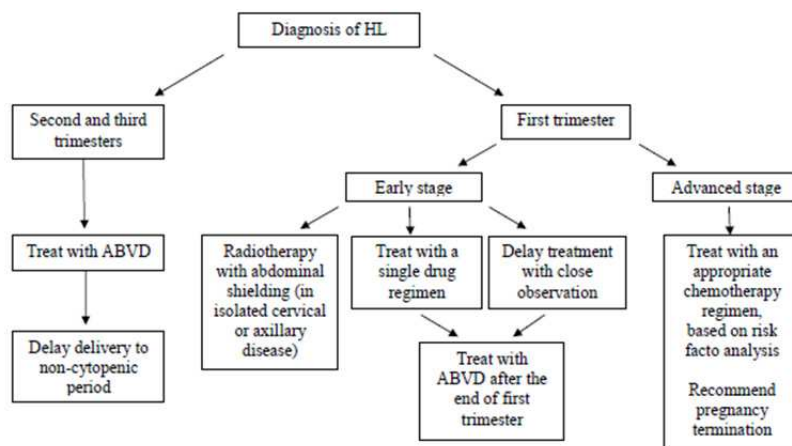 Diagnosis of HL
Second and third
trimesters
First trimester
Early stage
Advanced stage
Treat with ABVD
Radiotherapy
with abdominal
shielding (in
isolated cervical
or axillary
disease)
Treat with a
single drug
regimen
Delay treatment
with close
observation
Treat with an
appropriate
chemotherapy
regimen,
based on risk
facto analysis
Recommend
pregnancy
termination
Delay delivery to
non-cytopenic
period
Treat with
ABVD after the
end of first
trimester